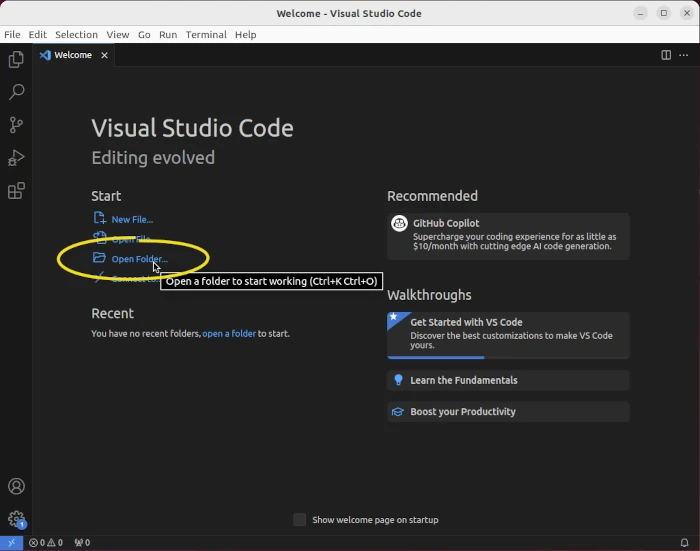 Welcome - Visual Studio Code
File Edit Selection View Go Run Terminal Help
Welcome
Visual Studio Code
Editing evolved
Start
New File...
Open File...
Open Folder...
Connect to...
Open a folder to start working (Ctrl+K Ctrl+O)
Recent
You have no recent folders, open a folder to start.
Recommended
GitHub Copilot
Supercharge your coding experience for as little as
$10/month with cutting edge AI code generation.
Walkthroughs
Get Started with VS Code
Discover the best customizations to make VS Code
yours.
Learn the Fundamentals
Boost your Productivity
Show welcome page on startup
1
0 0 0